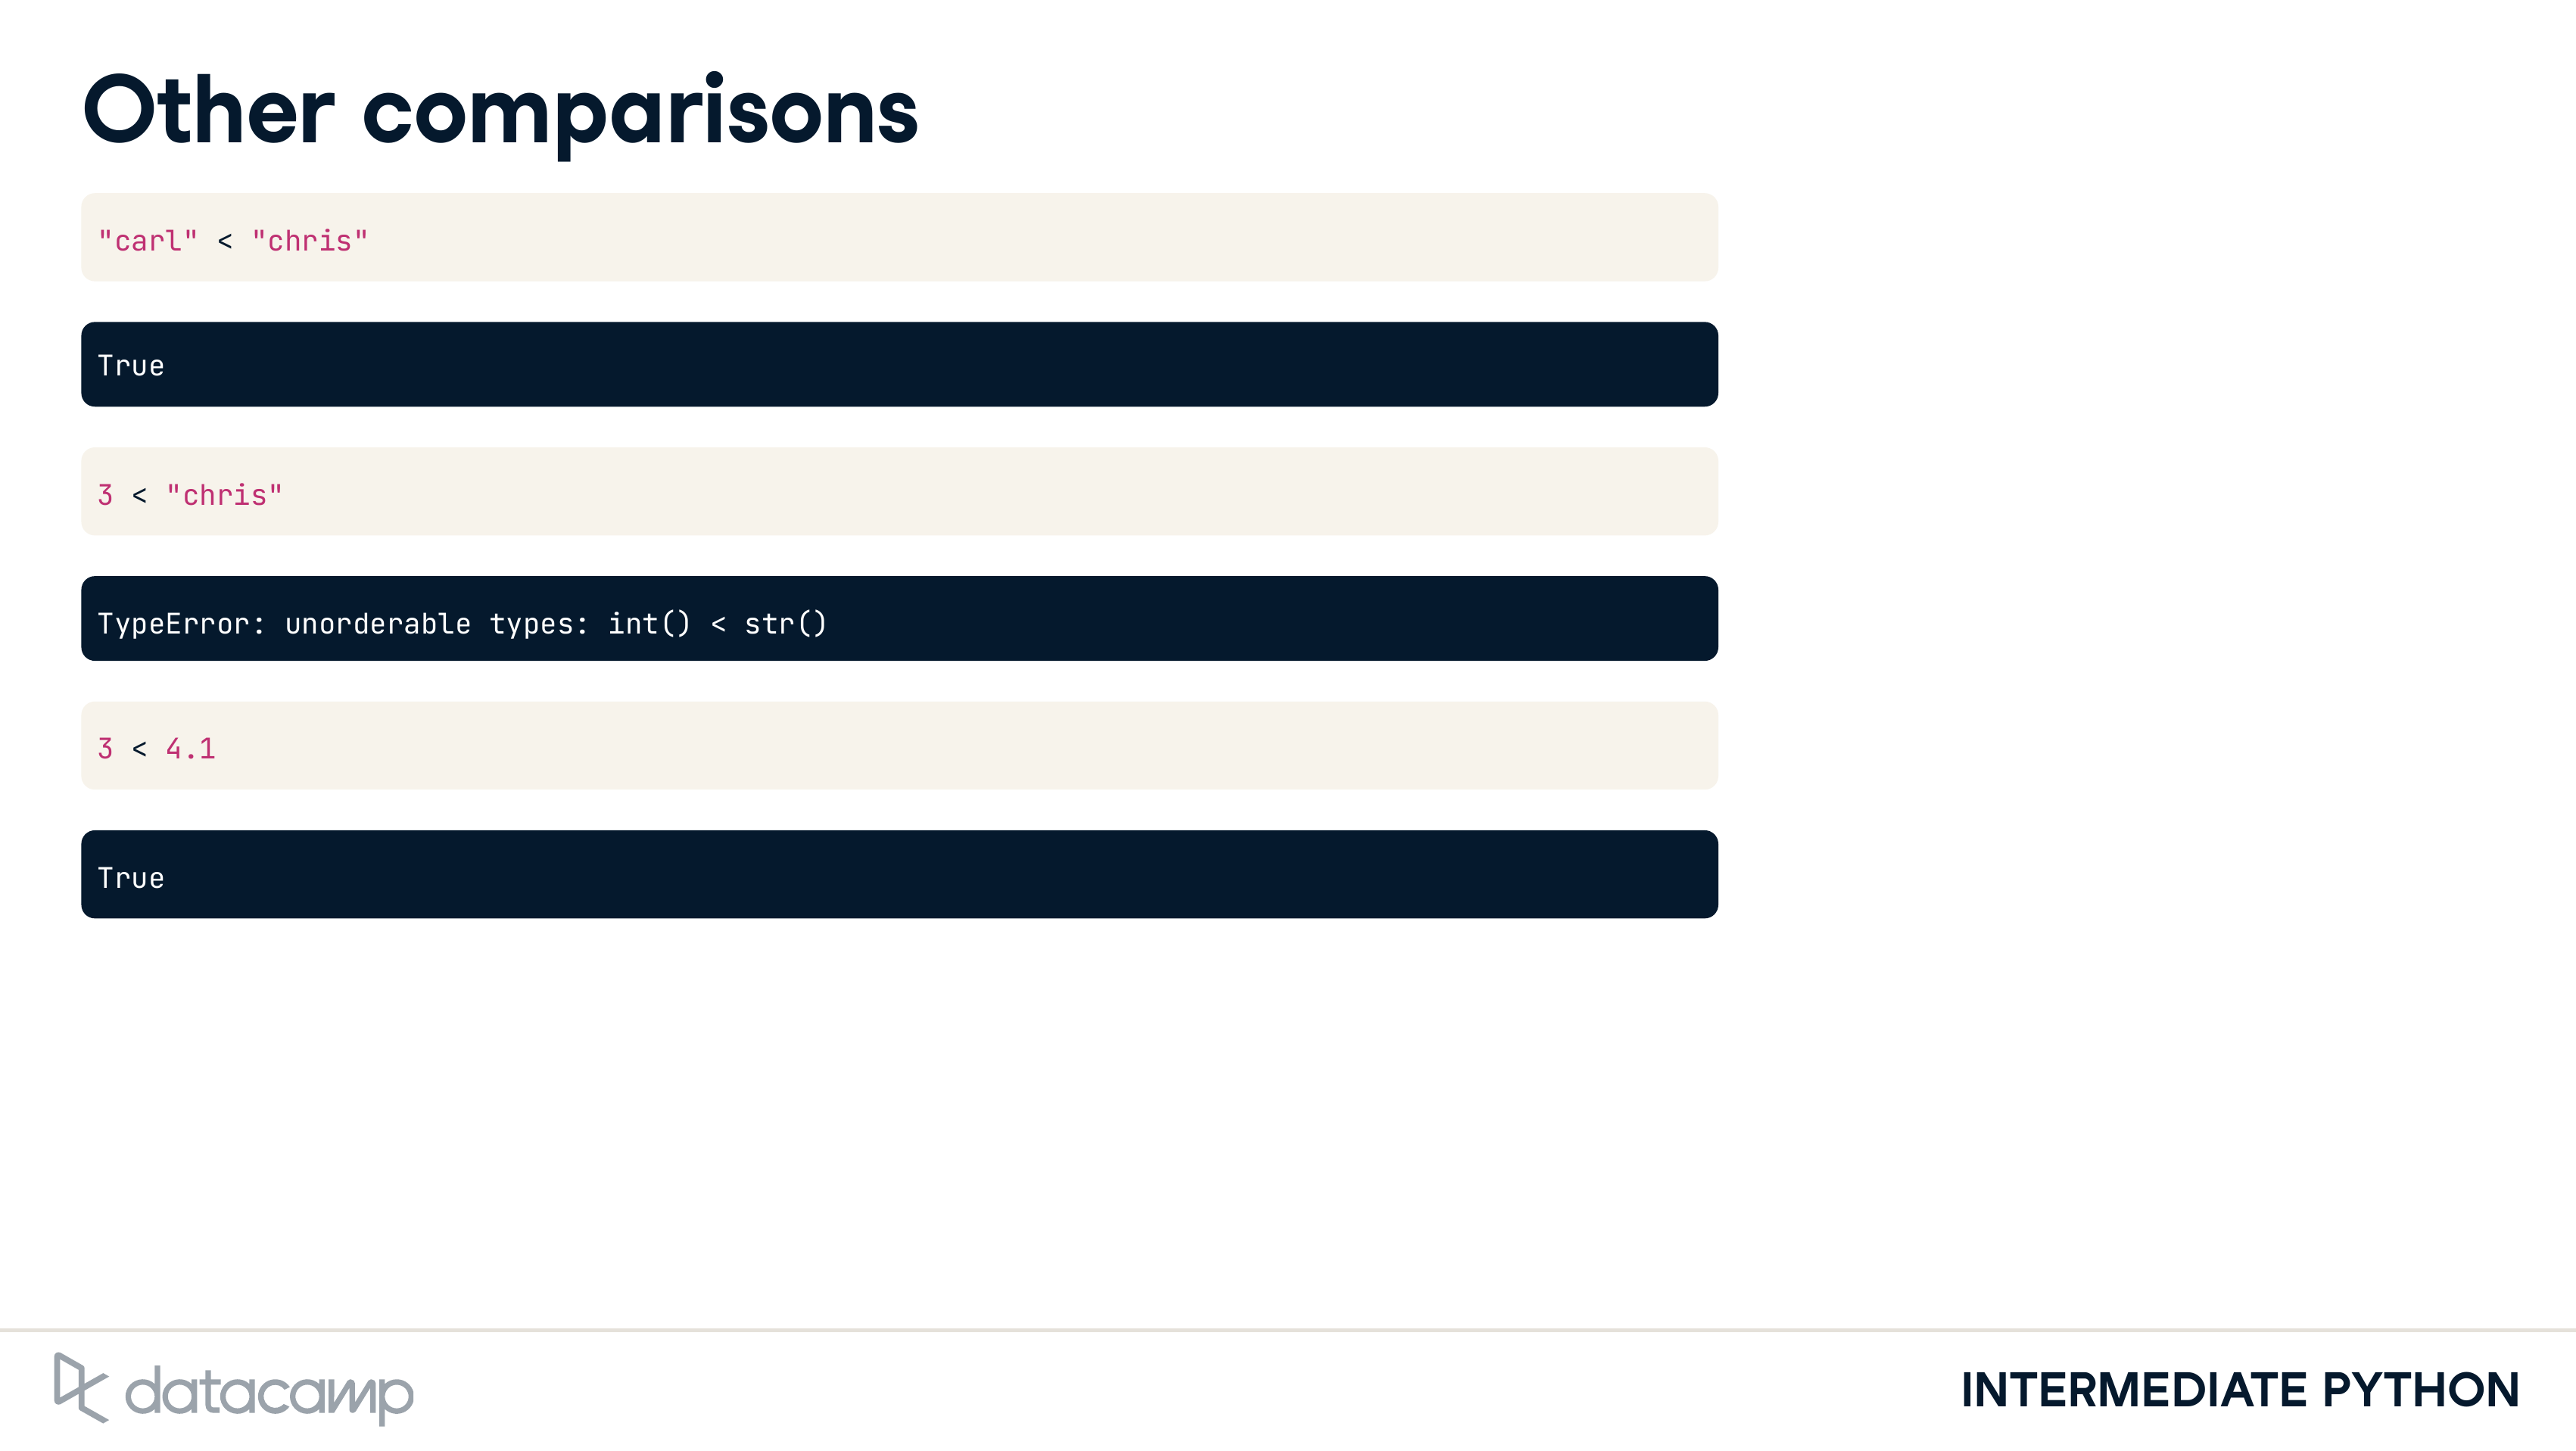 Other comparisons
"carl" < "chris"
True
3 < "chris"
TypeError: unorderable types: int() < str()
3 < 4.1
True
datacamp
INTERMEDIATE PYTHON